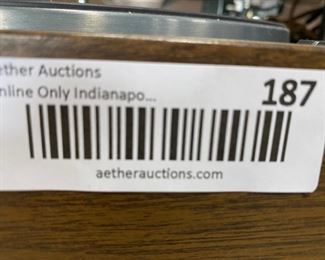 ether Auctions
nline Only Indianapo...
187
aetherauctions.com